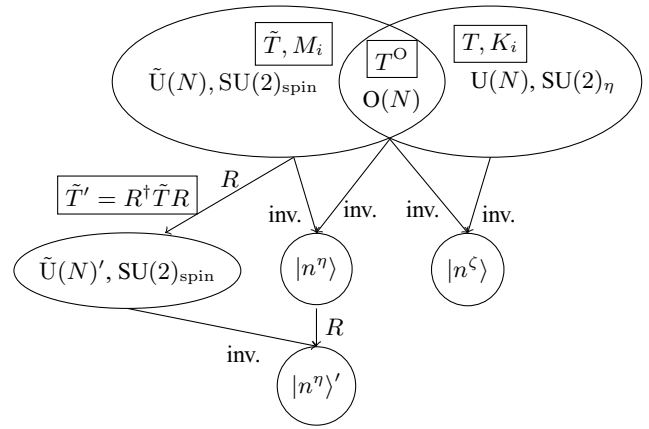 T̃, M_i
T, K_i
T^O
Ũ(N), SU(2)_spin
O(N)
U(N), SU(2)_η
T̃′ = R†T̃R
R
inv.
inv.
inv.
inv.
Ũ(N)′, SU(2)_spin
|n^η⟩
|n^ζ⟩
R
inv.
|n^η⟩′